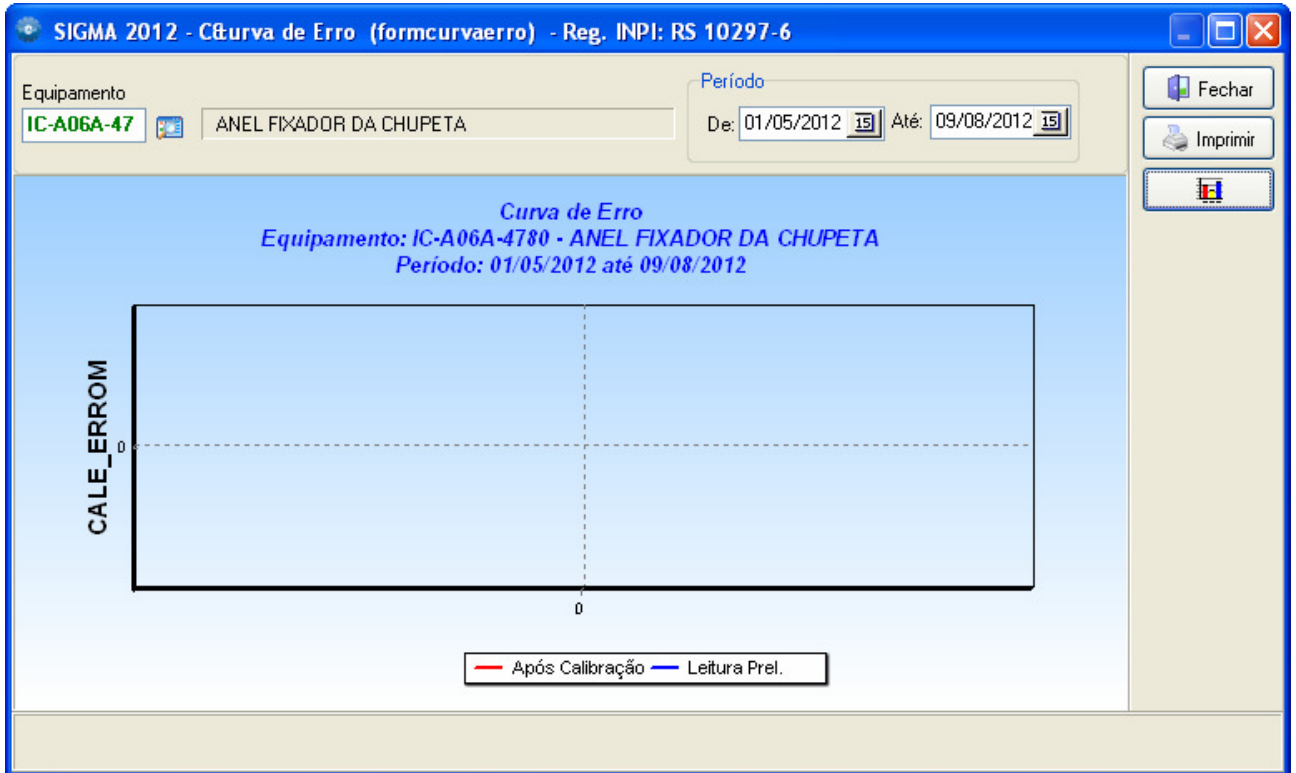 SIGMA 2012 - C&urva de Erro (formcurvaerro) - Reg. INPI: RS 10297-6
Equipamento
IC-A06A-47 ANEL FIXADOR DA CHUPETA
Período
De: 01/05/2012 15 Até: 09/08/2012 15
Fechar
Imprimir
Curva de Erro
Equipamento: IC-A06A-4780 - ANEL FIXADOR DA CHUPETA
Período: 01/05/2012 até 09/08/2012
CALE_ERROM
0
0
Após Calibração Leitura Prel.